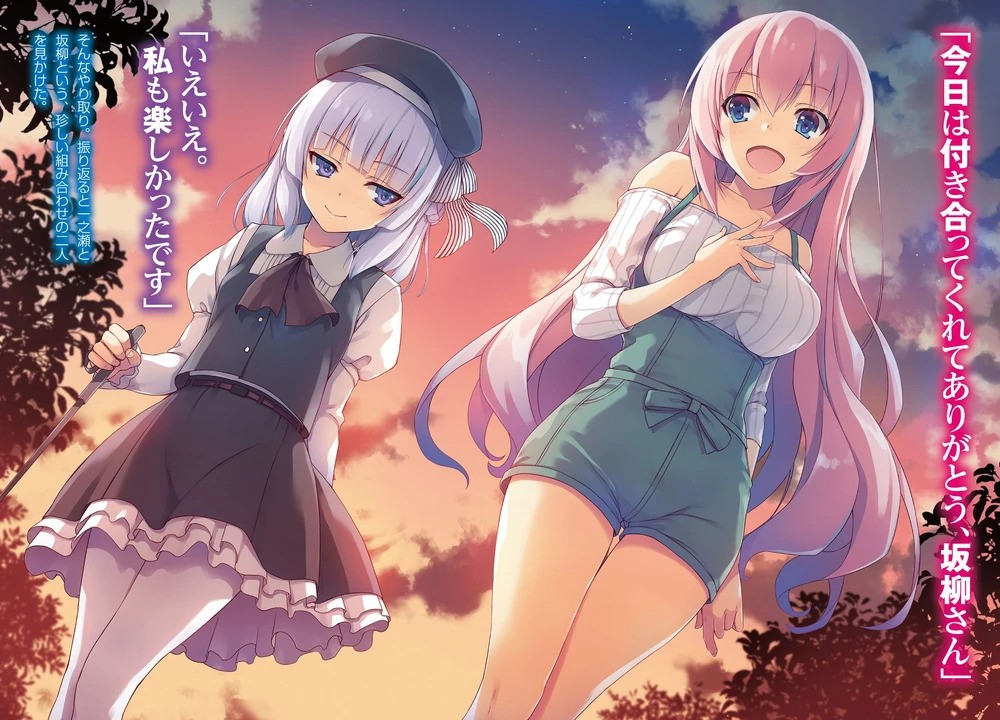 「今日は付き合ってくれてありがとう、坂柳さん」
「いえいえ。
私も楽しかったです」
そんなやり取り。振り返ると一之瀬と
坂柳という、珍しい組み合わせの二人
を見かけた。